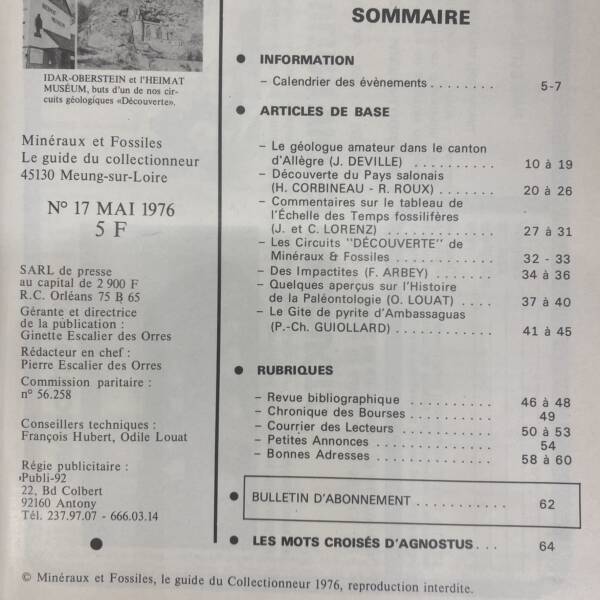 IDAR-OBERSTEIN et l'HEIMAT
MUSÉUM, buts d'un de nos cir-
cuits géologiques «Découverte».
Minéraux et Fossiles
Le guide du collectionneur
45130 Meung-sur-Loire
N° 17 MAI 1976
5 F
SARL de presse
au capital de 2 900 F
R.C. Orléans 75 B 65
Gérante et directrice
de la publication :
Ginette Escalier des Orres
Rédacteur en chef :
Pierre Escalier des Orres
Commission paritaire :
n° 56.258
Conseillers techniques :
François Hubert, Odile Louat
Régie publicitaire :
Publi-92
22, Bd Colbert
92160 Antony
Tél. 237.97.07 - 666.03.14
SOMMAIRE
● INFORMATION
– Calendrier des évènements . . . . . . . . 5-7
● ARTICLES DE BASE
– Le géologue amateur dans le canton
d'Allègre (J. DEVILLE) . . . . . . . . . . 10 à 19
– Découverte du Pays salonais
(H. CORBINEAU - R. ROUX) . . . . . . . 20 à 26
– Commentaires sur le tableau de
l'Échelle des Temps fossilifères
(J. et C. LORENZ) . . . . . . . . . . . . 27 à 31
– Les Circuits "DÉCOUVERTE" de
Minéraux & Fossiles . . . . . . . . . . . 32 - 33
– Des Impactites (F. ARBEY) . . . . . . . . 34 à 36
– Quelques aperçus sur l'Histoire
de la Paléontologie (O. LOUAT) . . . . . 37 à 40
– Le Gite de pyrite d'Ambassaguas
(P.-Ch. GUIOLLARD) . . . . . . . . . . . . 41 à 45
● RUBRIQUES
– Revue bibliographique . . . . . . . . . . 46 à 48
– Chronique des Bourses . . . . . . . . . . 49
– Courrier des Lecteurs . . . . . . . . . . 50 à 53
– Petites Annonces . . . . . . . . . . . . 54
– Bonnes Adresses . . . . . . . . . . . . . 58 à 60
● BULLETIN D'ABONNEMENT . . . . . . . . . . . 62
● LES MOTS CROISÉS D'AGNOSTUS . . . 64
© Minéraux et Fossiles, le guide du Collectionneur 1976, reproduction interdite.